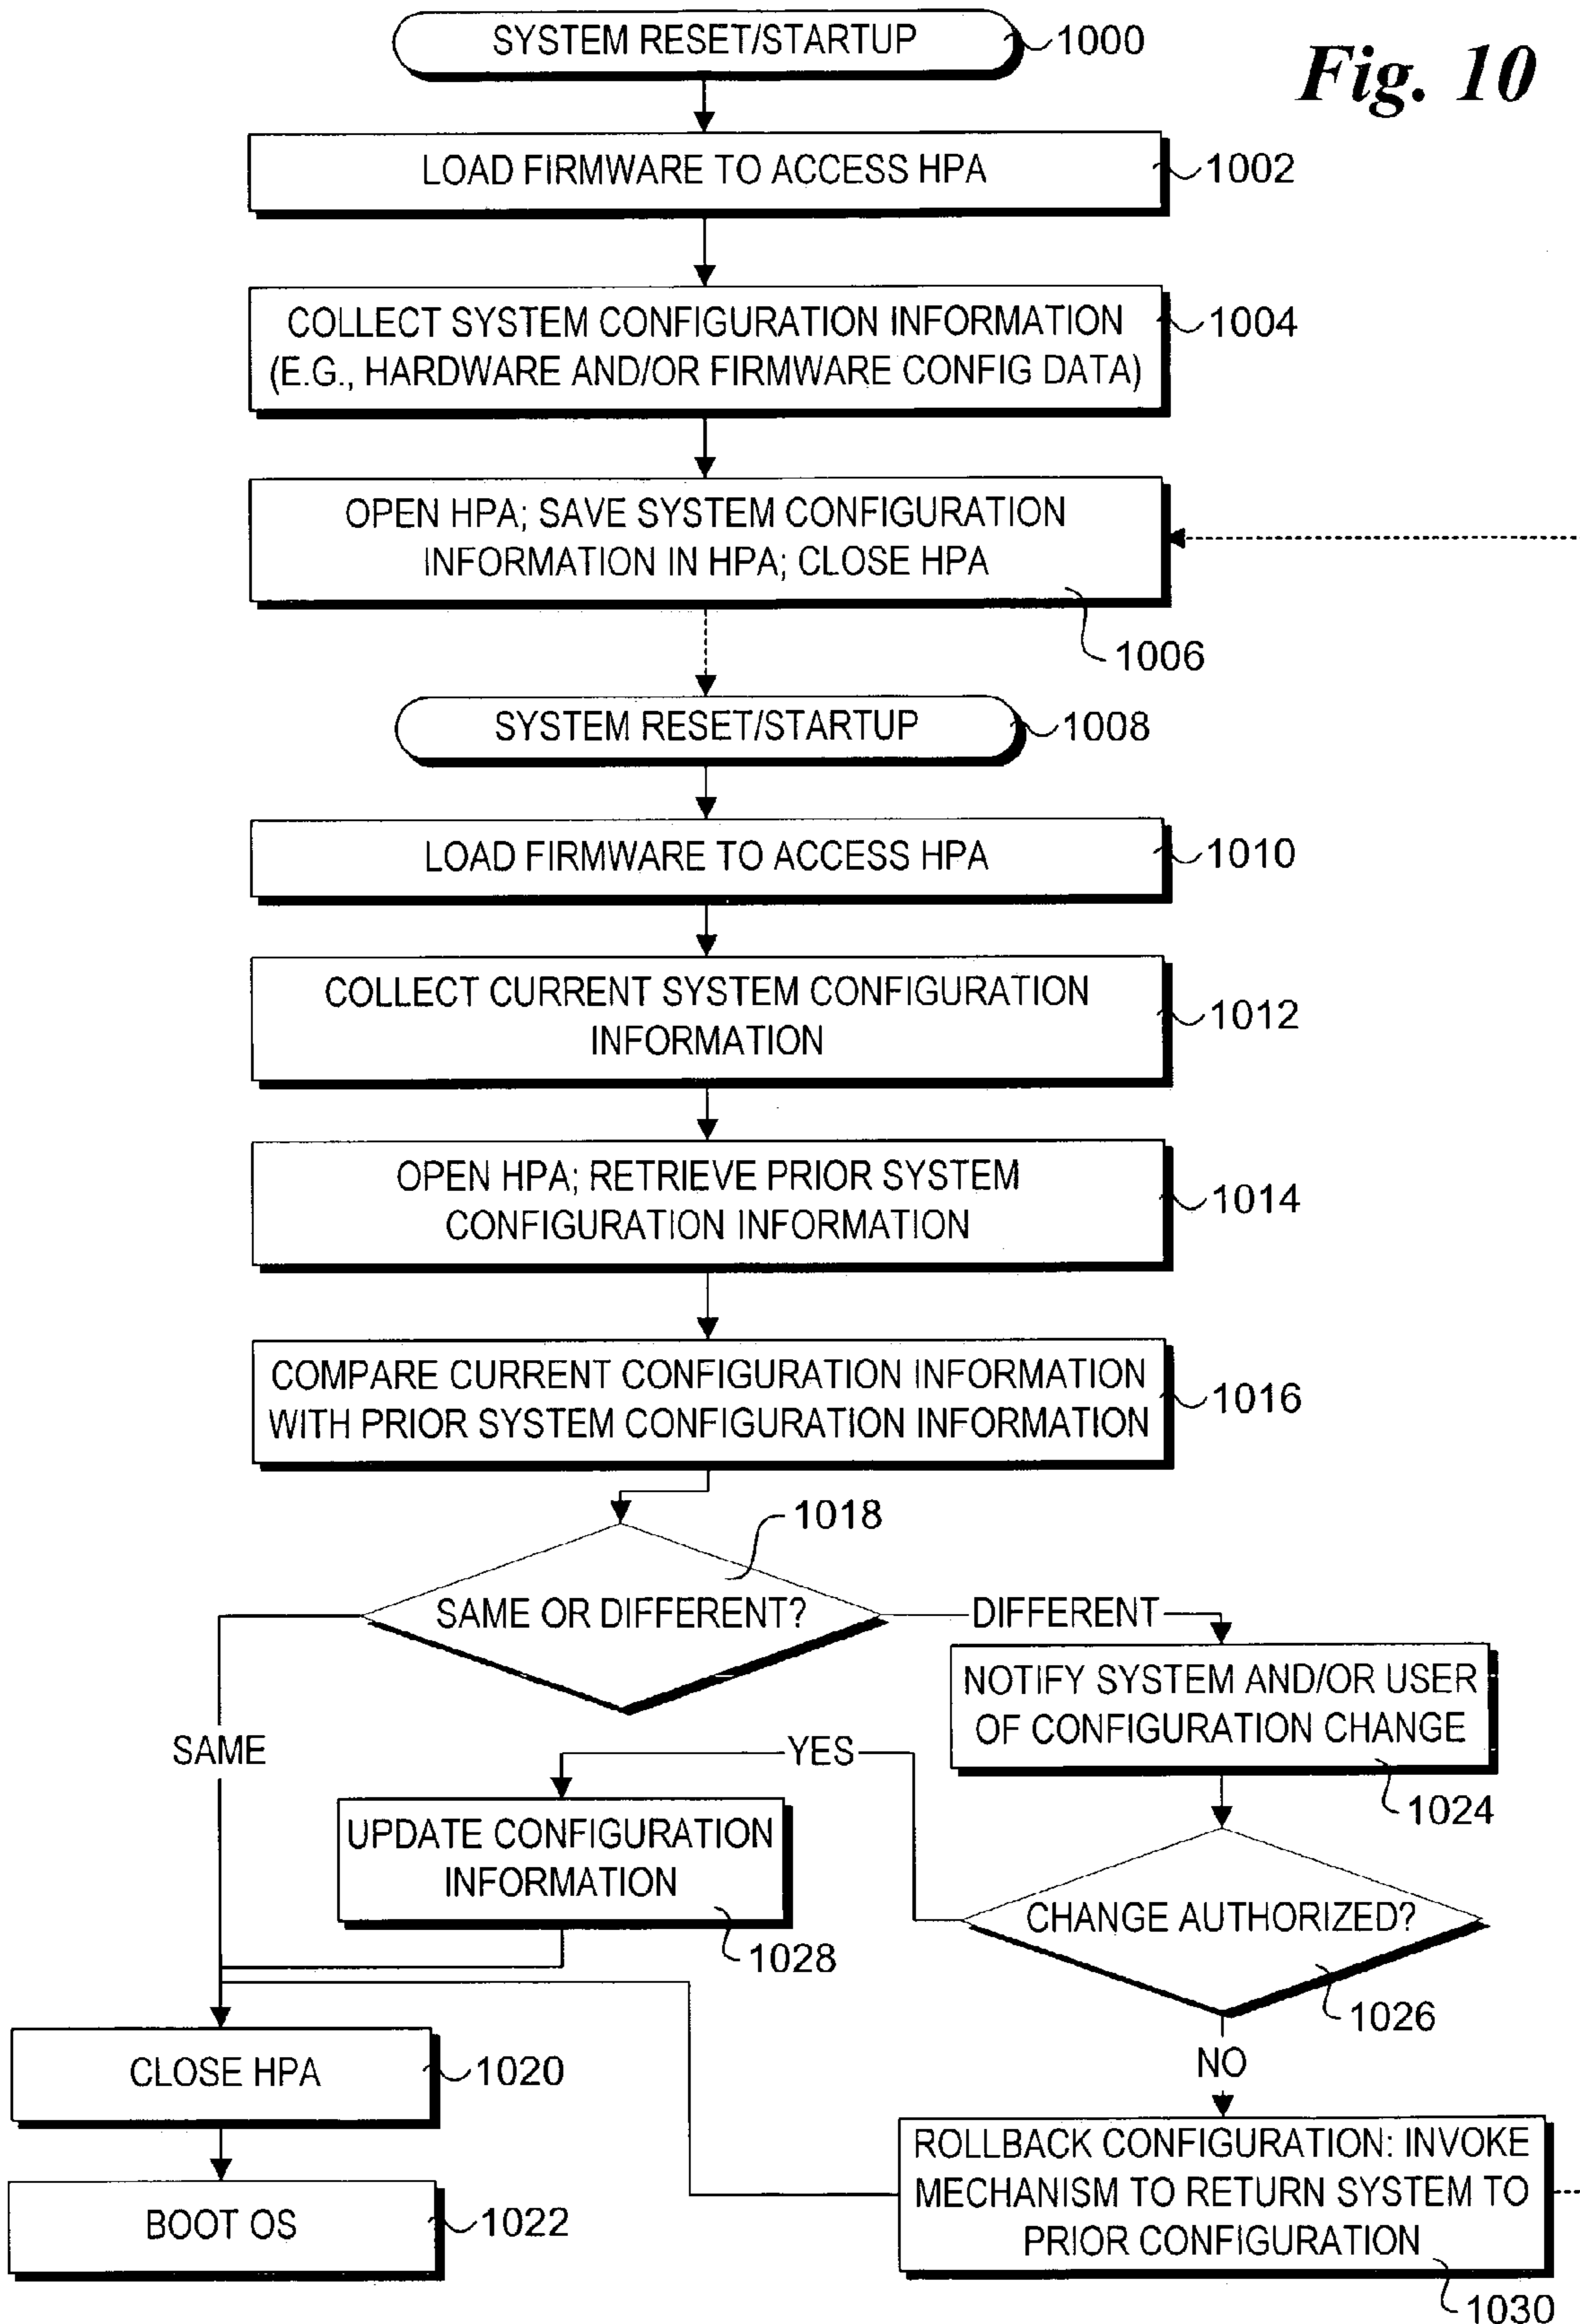 SYSTEM RESET/STARTUP
1000
Fig. 10
LOAD FIRMWARE TO ACCESS HPA
1002
COLLECT SYSTEM CONFIGURATION INFORMATION
(E.G., HARDWARE AND/OR FIRMWARE CONFIG DATA)
1004
OPEN HPA; SAVE SYSTEM CONFIGURATION
INFORMATION IN HPA; CLOSE HPA
1006
SYSTEM RESET/STARTUP
1008
LOAD FIRMWARE TO ACCESS HPA
1010
COLLECT CURRENT SYSTEM CONFIGURATION
INFORMATION
1012
OPEN HPA; RETRIEVE PRIOR SYSTEM
CONFIGURATION INFORMATION
1014
COMPARE CURRENT CONFIGURATION INFORMATION
WITH PRIOR SYSTEM CONFIGURATION INFORMATION
1016
1018
SAME OR DIFFERENT?
DIFFERENT
NOTIFY SYSTEM AND/OR USER
OF CONFIGURATION CHANGE
1024
SAME
YES
UPDATE CONFIGURATION
INFORMATION
1028
CHANGE AUTHORIZED?
1026
NO
CLOSE HPA
1020
BOOT OS
1022
ROLLBACK CONFIGURATION: INVOKE
MECHANISM TO RETURN SYSTEM TO
PRIOR CONFIGURATION
1030